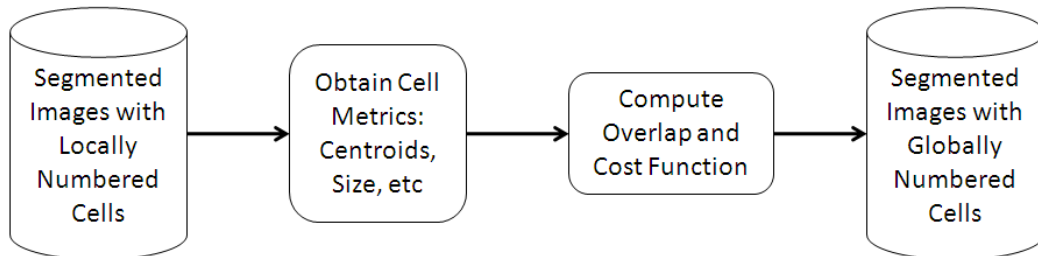 Segmented
Images with
Locally
Numbered
Cells
Obtain Cell
Metrics:
Centroids,
Size, etc
Compute
Overlap and
Cost Function
Segmented
Images with
Globally
Numbered
Cells